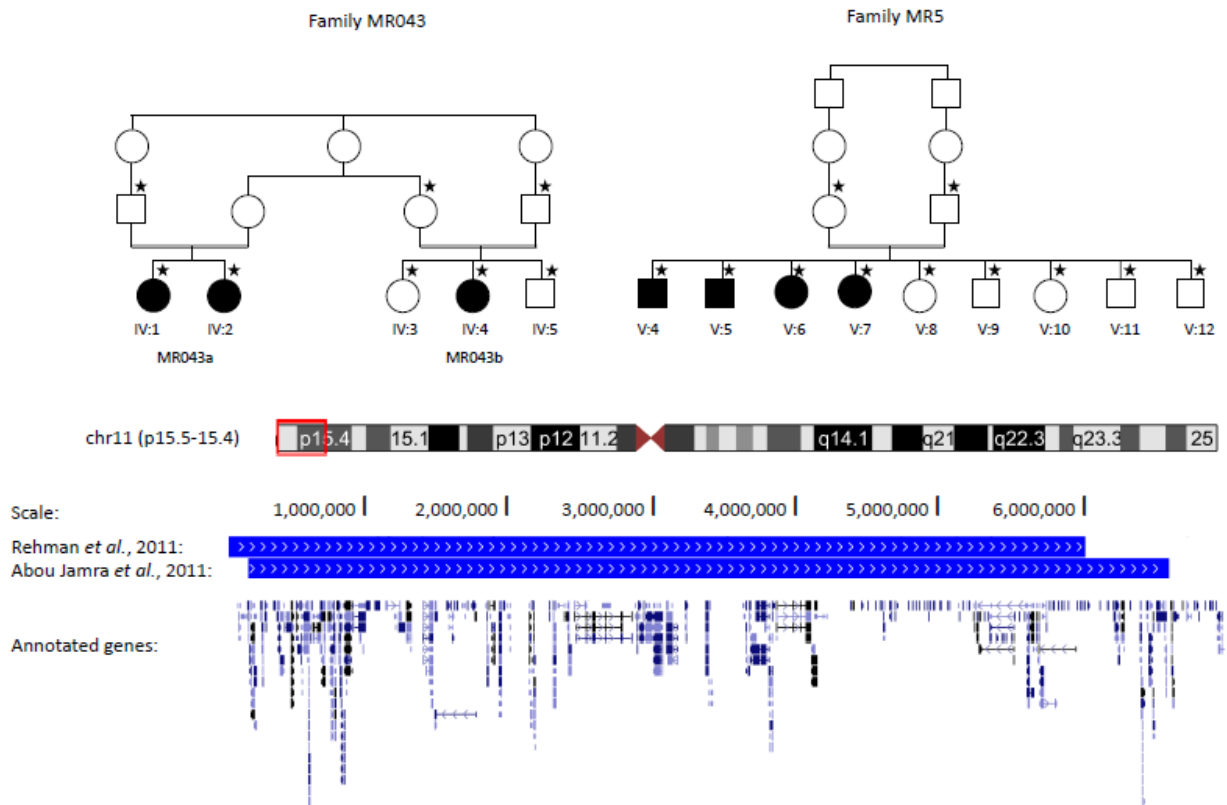 Family MR043 Family MR5
IV:1 IV:2 IV:3 IV:4 IV:5 V:4 V:5 V:6 V:7 V:8 V:9 V:10 V:11 V:12
MR043a MR043b
chr11 (p15.5-15.4) p15.4 15.1 p13 p12 11.2 q14.1 q21 q22.3 q23.3 25
Scale: 1,000,000 2,000,000 3,000,000 4,000,000 5,000,000 6,000,000
Rehman et al., 2011:
Abou Jamra et al., 2011:
Annotated genes: